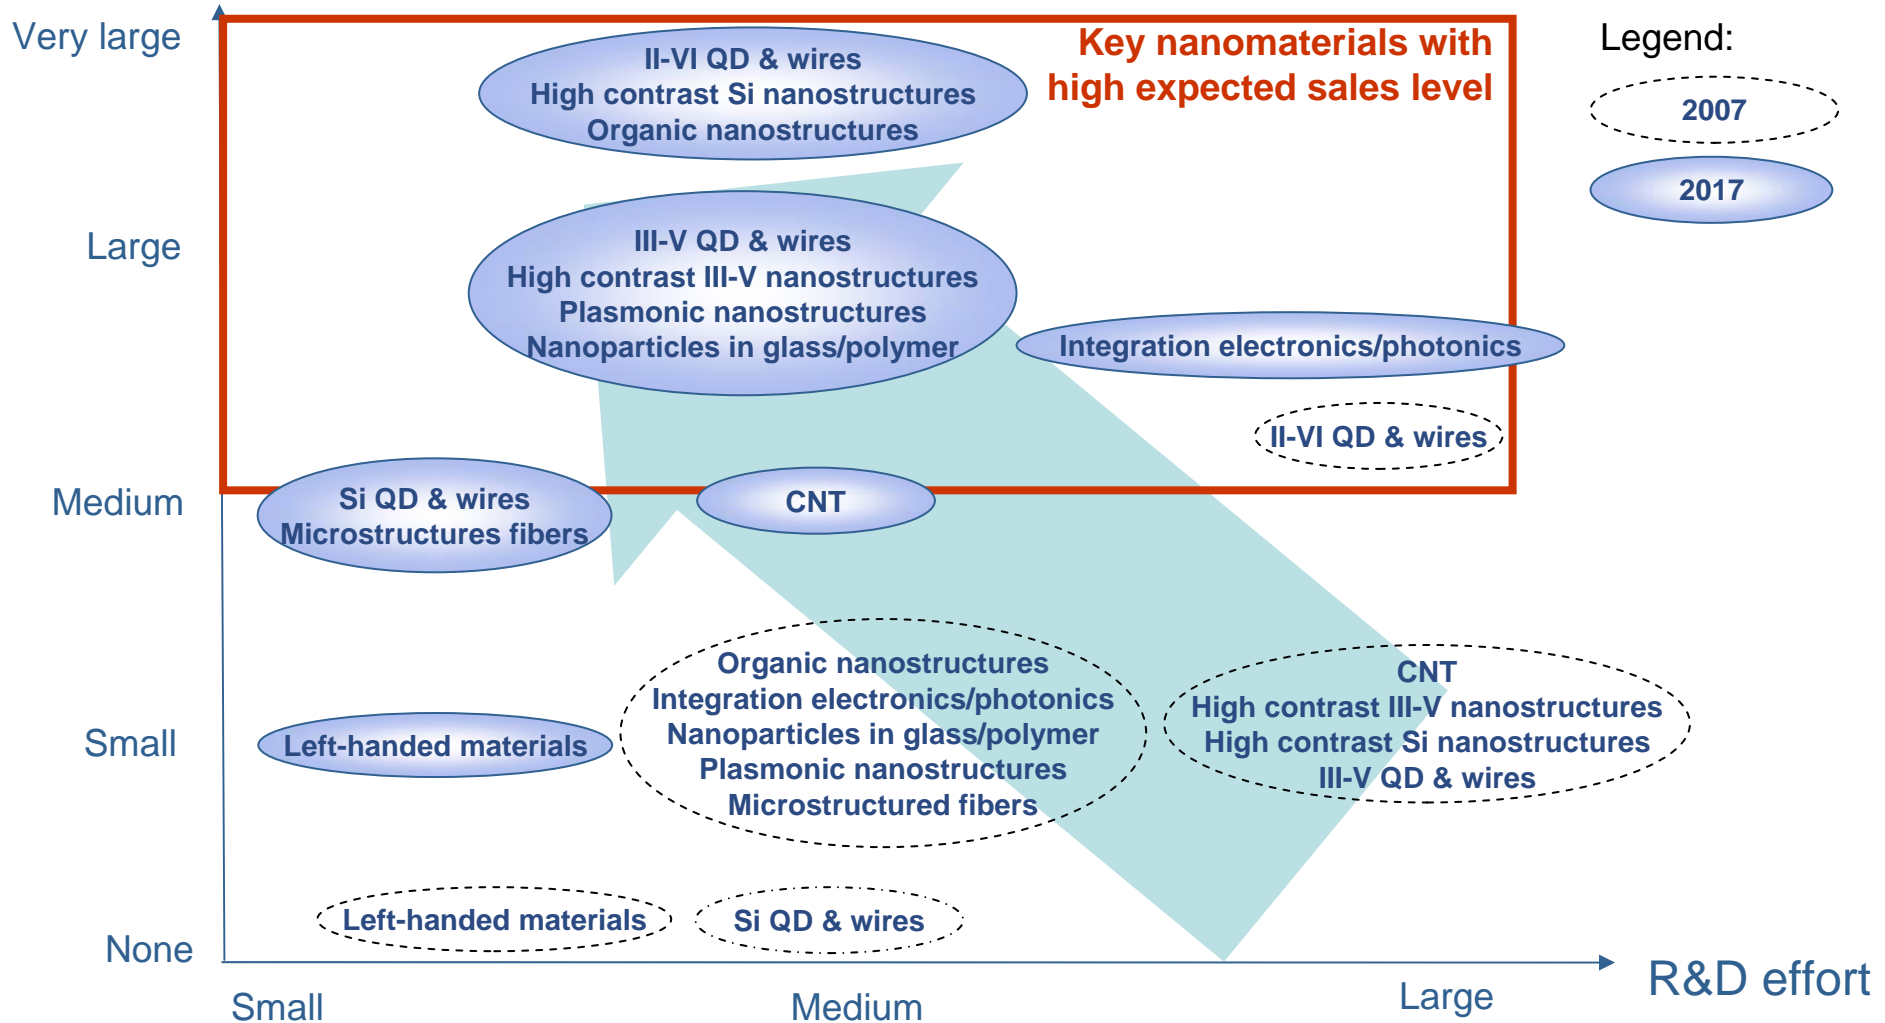 Very large
Large
Medium
Small
None
II-VI QD & wires
High contrast Si nanostructures
Organic nanostructures
Key nanomaterials with
high expected sales level
Legend:
2007
2017
III-V QD & wires
High contrast III-V nanostructures
Plasmonic nanostructures
Nanoparticles in glass/polymer
Integration electronics/photonics
II-VI QD & wires
Si QD & wires
Microstructures fibers
CNT
Left-handed materials
Organic nanostructures
Integration electronics/photonics
Nanoparticles in glass/polymer
Plasmonic nanostructures
Microstructured fibers
CNT
High contrast III-V nanostructures
High contrast Si nanostructures
III-V QD & wires
Left-handed materials
Si QD & wires
Small
Medium
Large
R&D effort